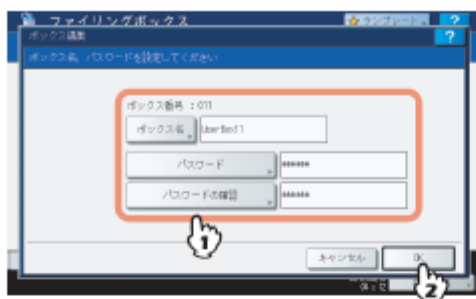 ファイリングボックス
テンプレート
?
ボックス編集
?
ボックス名、パスワードを設定してください
ボックス番号 : 011
ボックス名
パスワード
******
パスワードの確認
******
1
キャンセル
OK
2